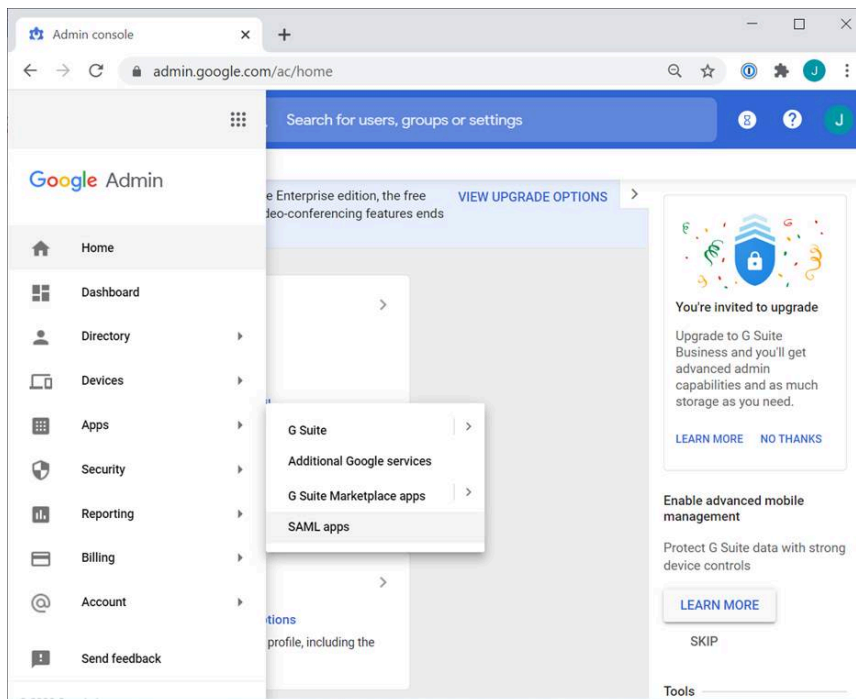 Admin console
admin.google.com/ac/home
J
Search for users, groups or settings
J
Google Admin
Home
Dashboard
Directory
Devices
Apps
Security
Reporting
Billing
Account
Send feedback
e Enterprise edition, the free
deo-conferencing features ends
VIEW UPGRADE OPTIONS
G Suite
Additional Google services
G Suite Marketplace apps
SAML apps
tions
profile, including the
You're invited to upgrade
Upgrade to G Suite
Business and you'll get
advanced admin
capabilities and as much
storage as you need.
LEARN MORE NO THANKS
Enable advanced mobile
management
Protect G Suite data with strong
device controls
LEARN MORE
SKIP
Tools